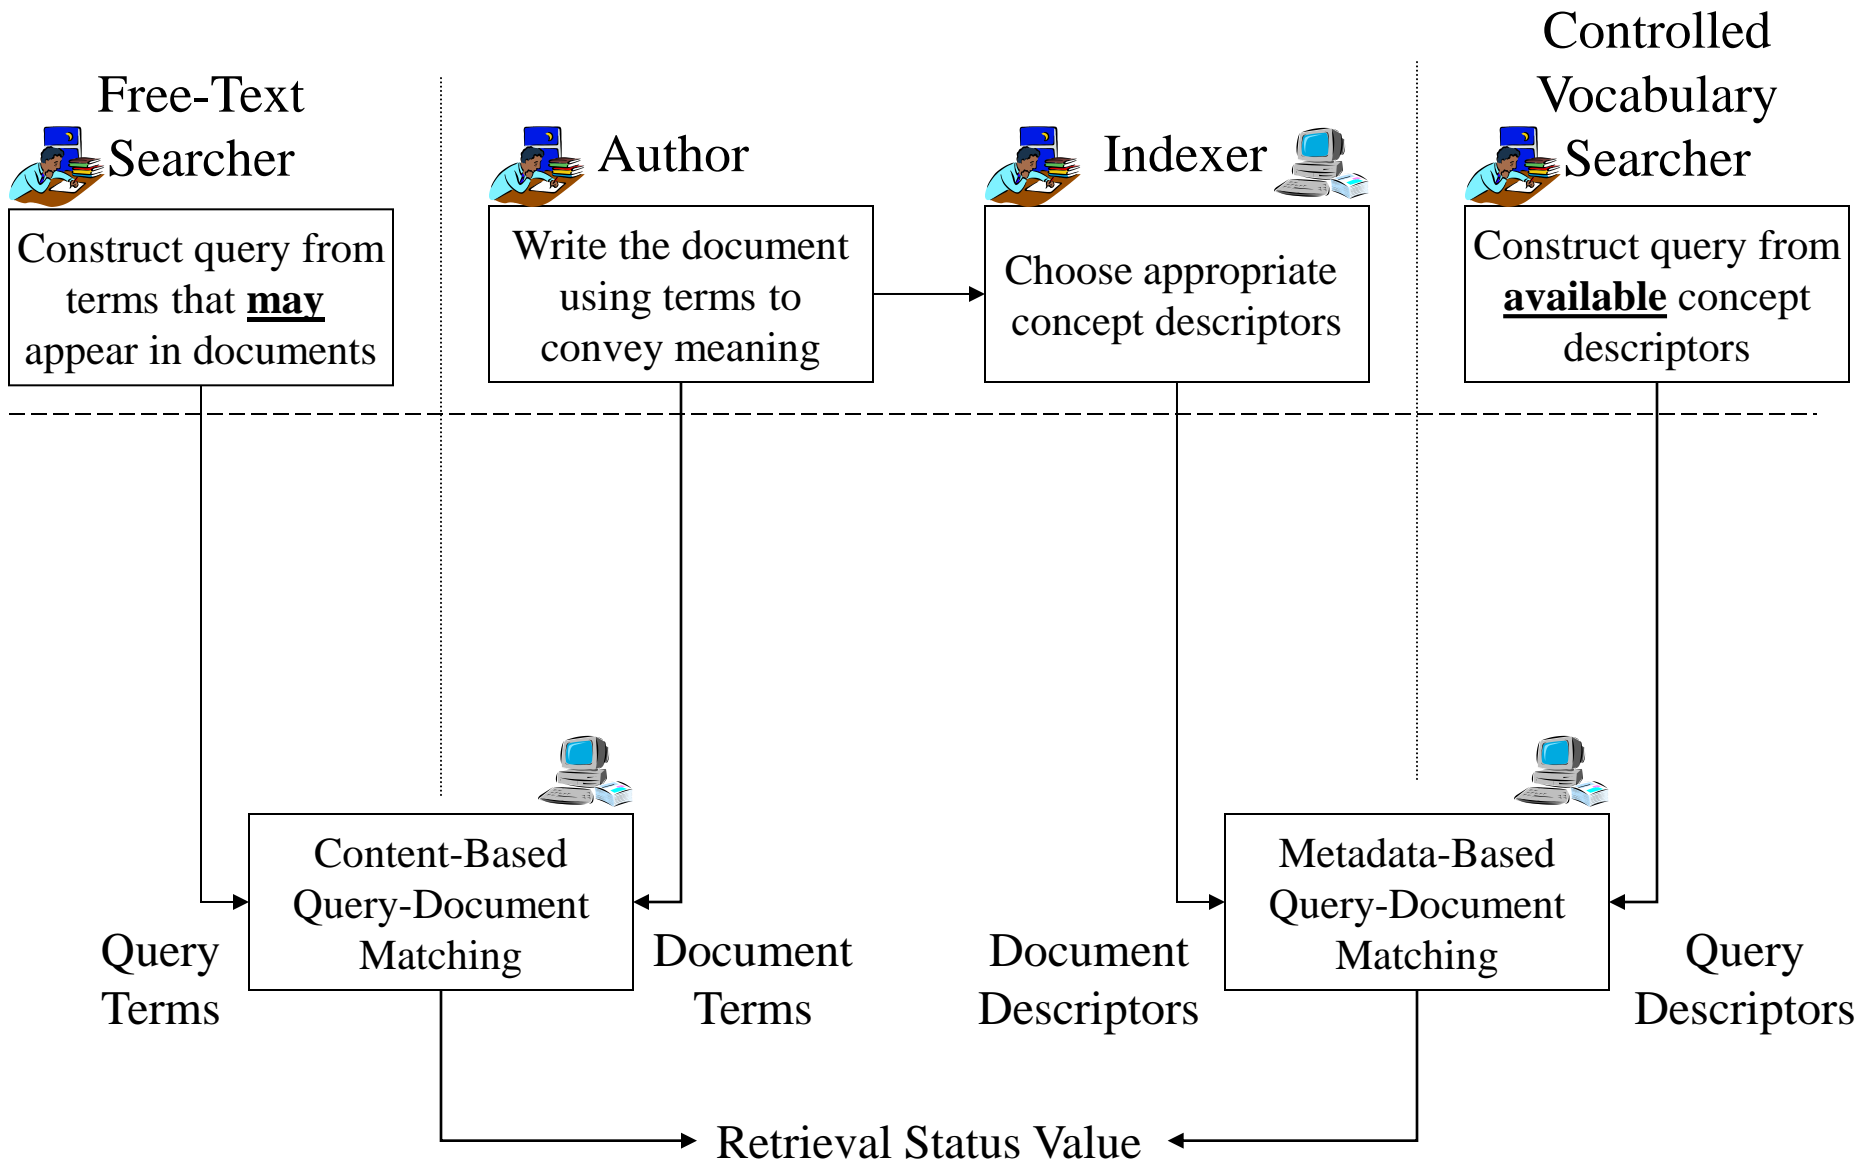 Free-Text
Searcher
Author
Indexer
Controlled
Vocabulary
Searcher
Construct query from
terms that may
appear in documents
Write the document
using terms to
convey meaning
Choose appropriate
concept descriptors
Construct query from
available concept
descriptors
Content-Based
Query-Document
Matching
Metadata-Based
Query-Document
Matching
Query
Terms
Document
Terms
Document
Descriptors
Query
Descriptors
Retrieval Status Value